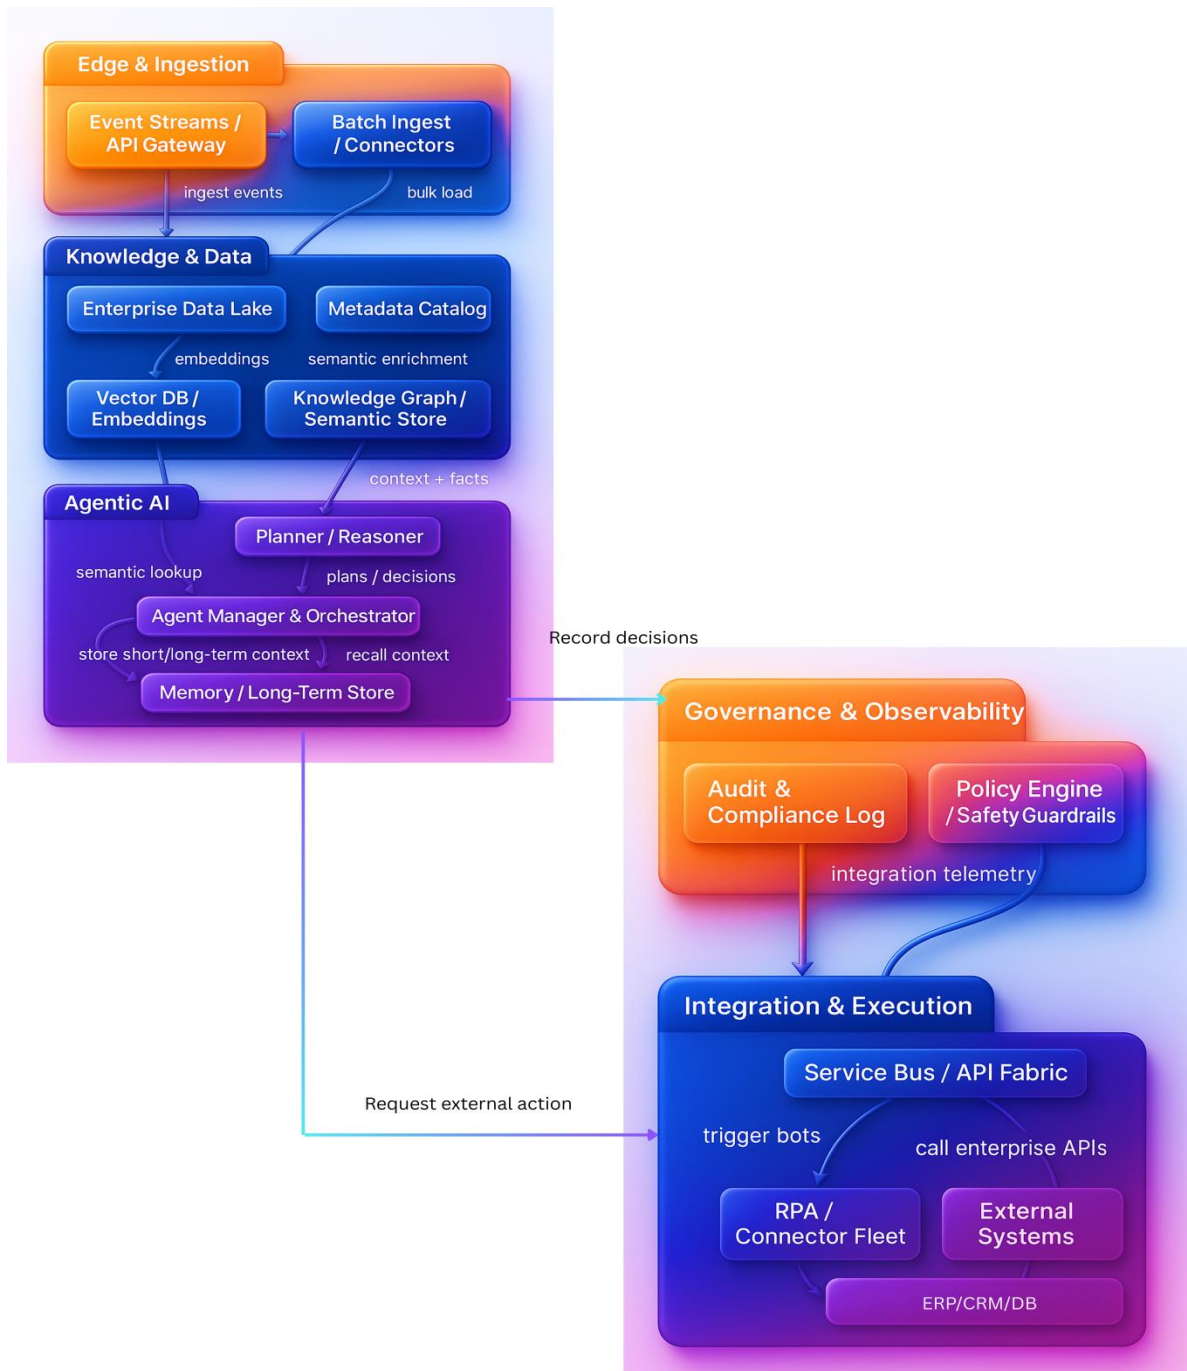 Edge & Ingestion
Event Streams /
API Gateway
Batch Ingest
/ Connectors
ingest events
bulk load
Knowledge & Data
Enterprise Data Lake
Metadata Catalog
embeddings
semantic enrichment
Vector DB /
Embeddings
Knowledge Graph /
Semantic Store
context + facts
Agentic AI
Planner / Reasoner
semantic lookup
plans / decisions
Agent Manager & Orchestrator
store short/long-term context
recall context
Memory / Long-Term Store
Record decisions
Governance & Observability
Audit &
Compliance Log
Policy Engine
/ Safety Guardrails
integration telemetry
Integration & Execution
Service Bus / API Fabric
Request external action
trigger bots
call enterprise APIs
RPA /
Connector Fleet
External
Systems
ERP/CRM/DB